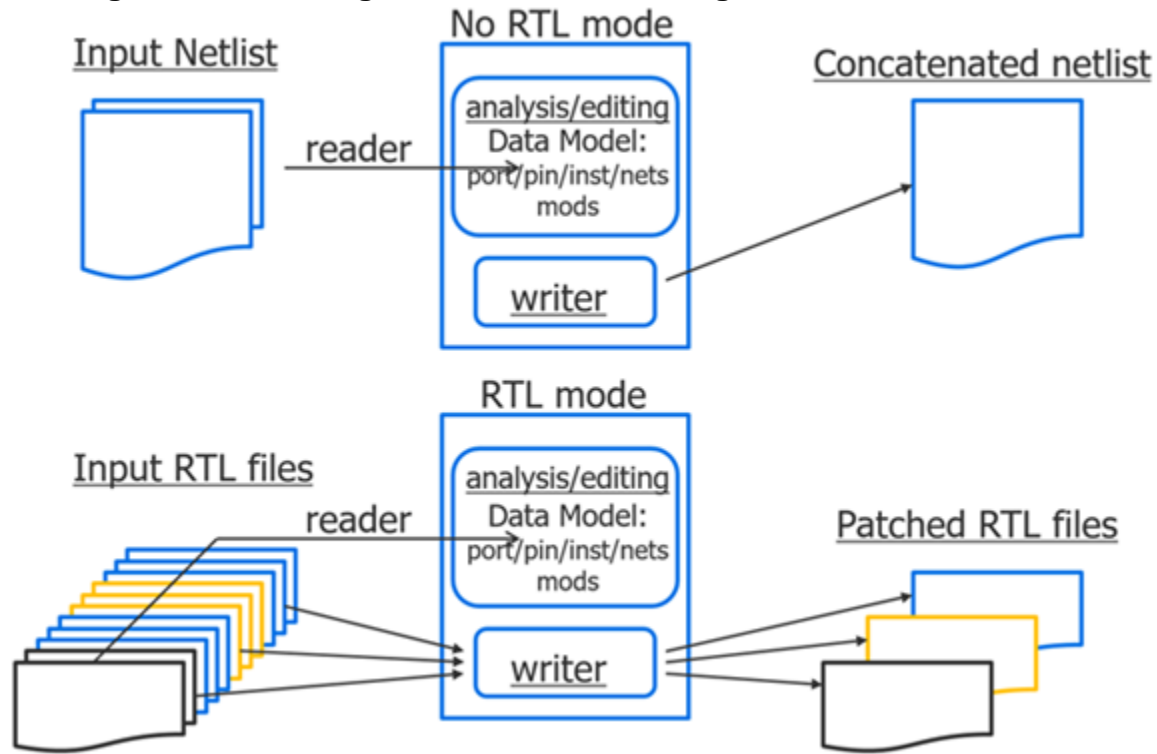 No RTL mode
Input Netlist
Concatenated netlist
analysis/editing
Data Model:
port/pin/inst/nets
mods
reader
writer
RTL mode
Input RTL files
analysis/editing
Data Model:
port/pin/inst/nets
mods
reader
Patched RTL files
writer